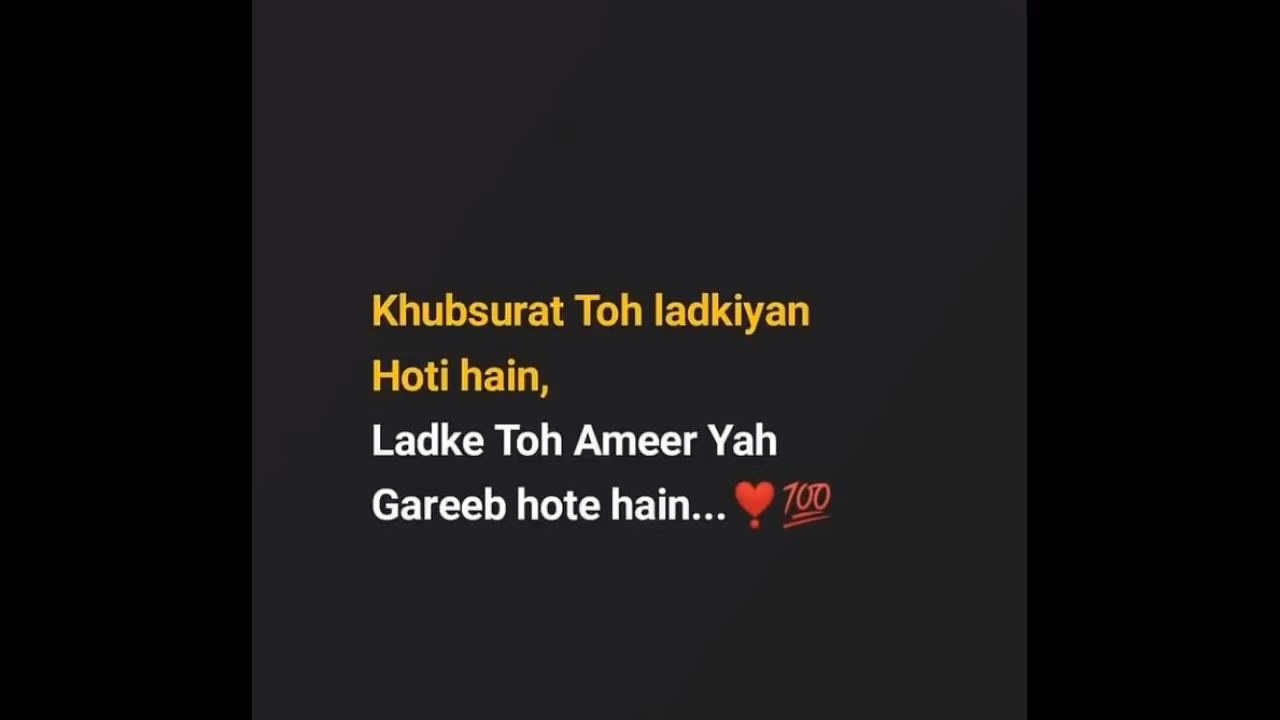 Khubsurat Toh ladkiyan
Hoti hain,
Ladke Toh Ameer Yah
Gareeb hote hain...❣️💯